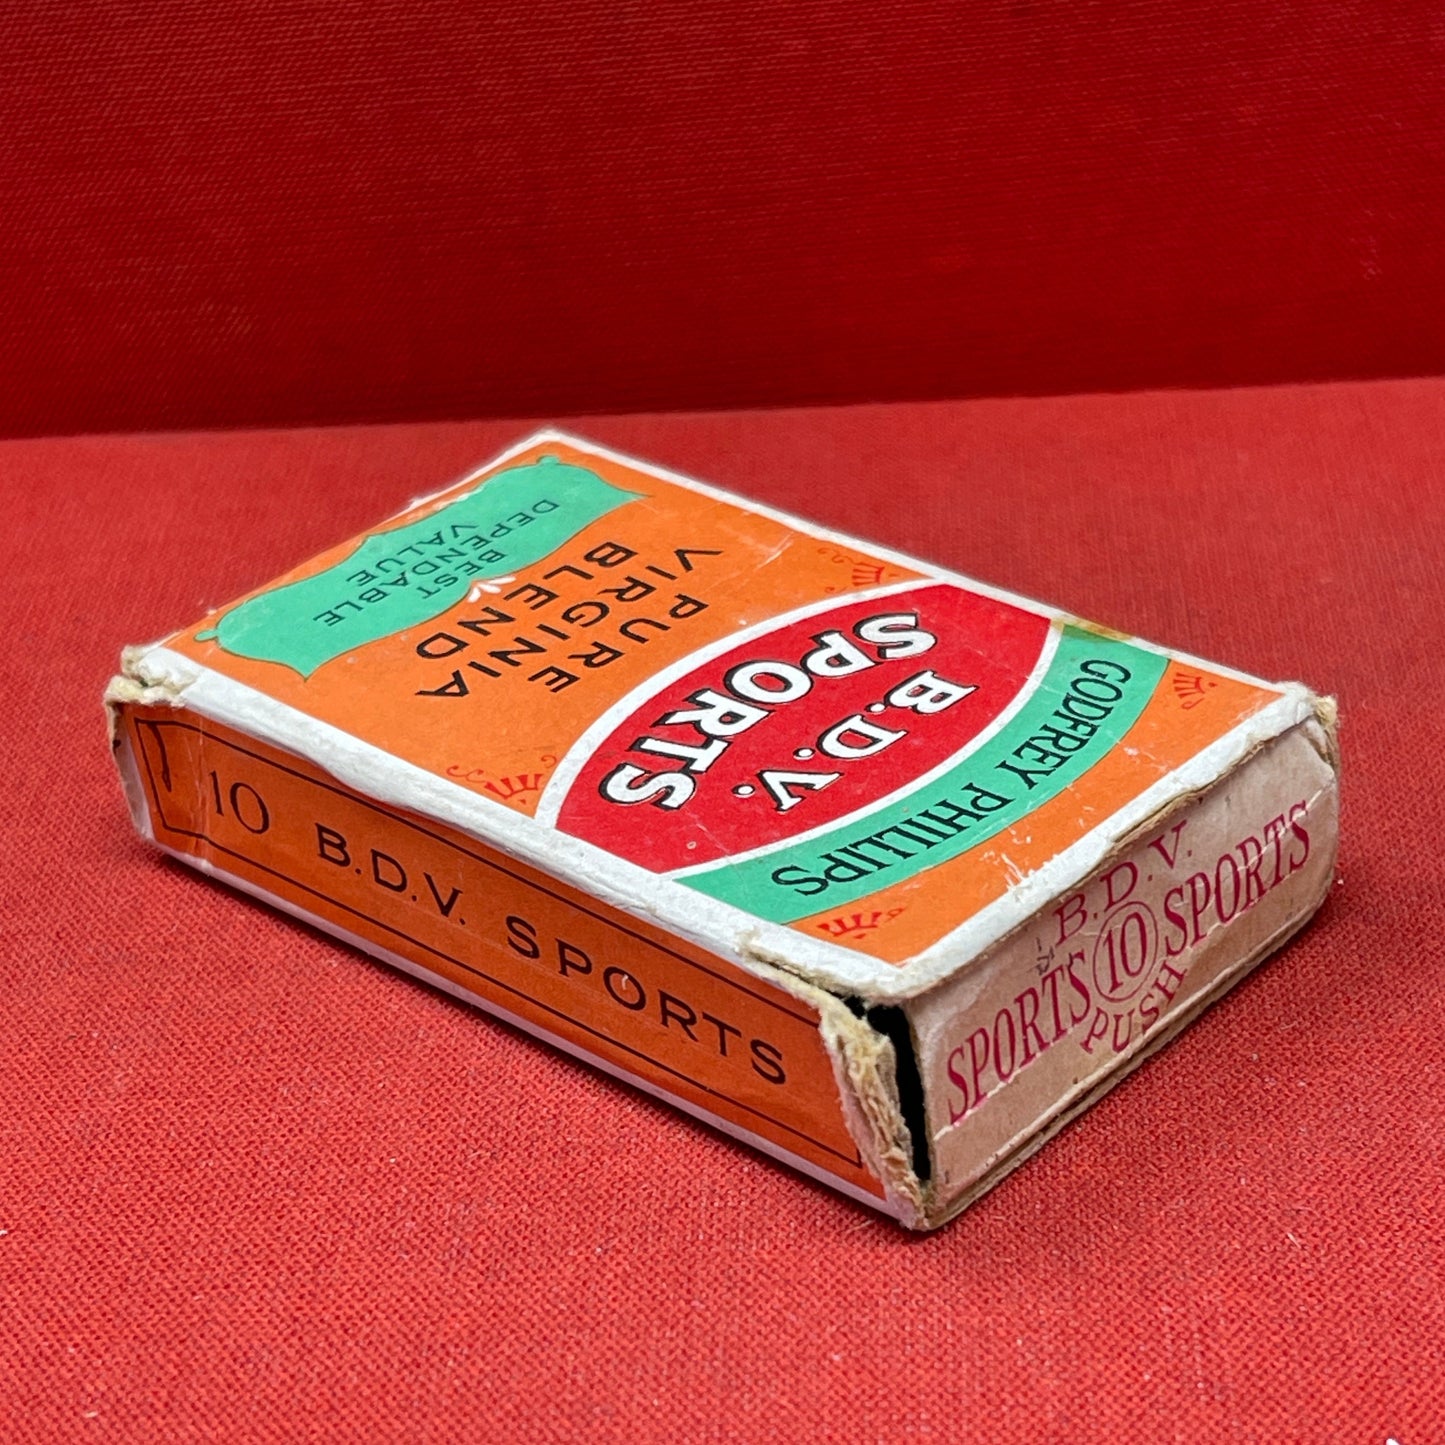 GODFREY PHILLIPS
B.D.V.
SPORTS
PURE
VIRGINIA
BLEND
BEST
DEPENDABLE
VALUE
10 B.D.V. SPORTS
B.D.V.
SPORTS 10 SPORTS
PUSH